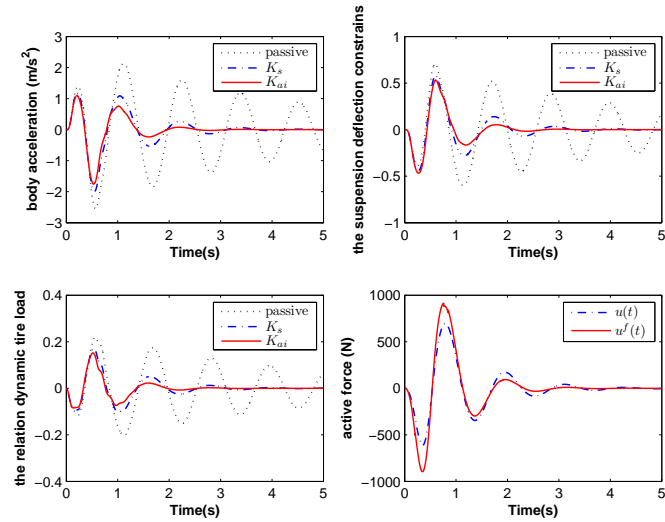 body acceleration (m/s²)
3
2
1
0
−1
−2
−3
0 1 2 3 4 5
Time(s)
passive
K_s
K_ai
the suspension deflection constrains
1
0.5
0
−0.5
−1
0 1 2 3 4 5
Time(s)
passive
K_s
K_ai
the relation dynamic tire load
0.4
0.2
0
−0.2
−0.4
0 1 2 3 4 5
Time(s)
passive
K_s
K_ai
active force (N)
1000
500
0
−500
−1000
0 1 2 3 4 5
Time(s)
u(t)
u^f(t)